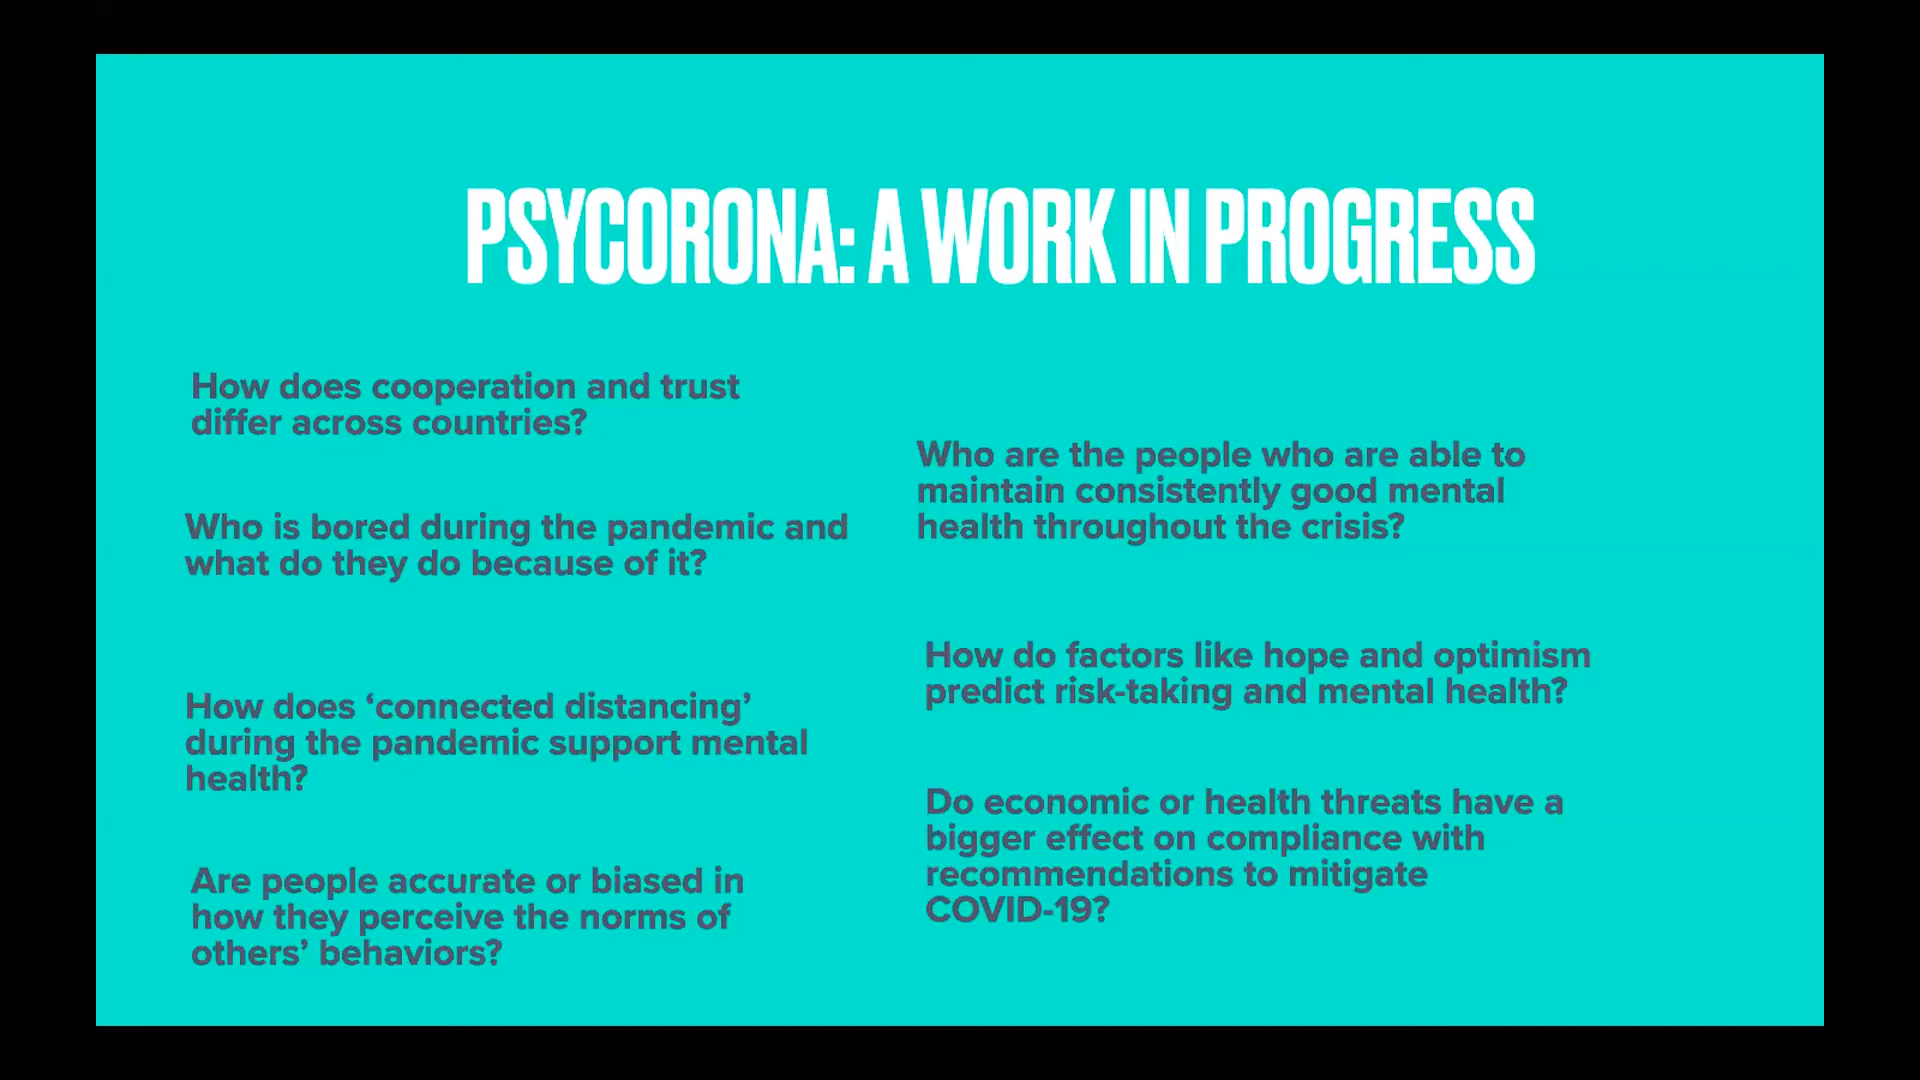 PSYCORONA: A WORK IN PROGRESS
How does cooperation and trust
differ across countries?
Who is bored during the pandemic and
what do they do because of it?
How does ‘connected distancing’
during the pandemic support mental
health?
Are people accurate or biased in
how they perceive the norms of
others’ behaviors?
Who are the people who are able to
maintain consistently good mental
health throughout the crisis?
How do factors like hope and optimism
predict risk-taking and mental health?
Do economic or health threats have a
bigger effect on compliance with
recommendations to mitigate
COVID-19?